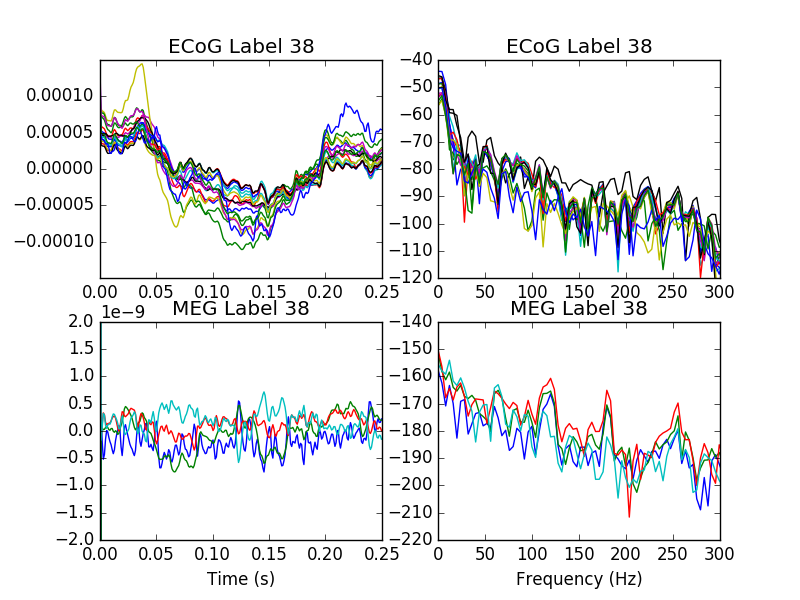 ECoG Label 38
0.00010
0.00005
0.00000
−0.00005
−0.00010
0.00 0.05 0.10 0.15 0.20 0.25
ECoG Label 38
−40
−50
−60
−70
−80
−90
−100
−110
−120
0 50 100 150 200 250 300
MEG Label 38
1e−9
2.0
1.5
1.0
0.5
0.0
−0.5
−1.0
−1.5
−2.0
0.00 0.05 0.10 0.15 0.20 0.25
Time (s)
MEG Label 38
−140
−150
−160
−170
−180
−190
−200
−210
−220
0 50 100 150 200 250 300
Frequency (Hz)